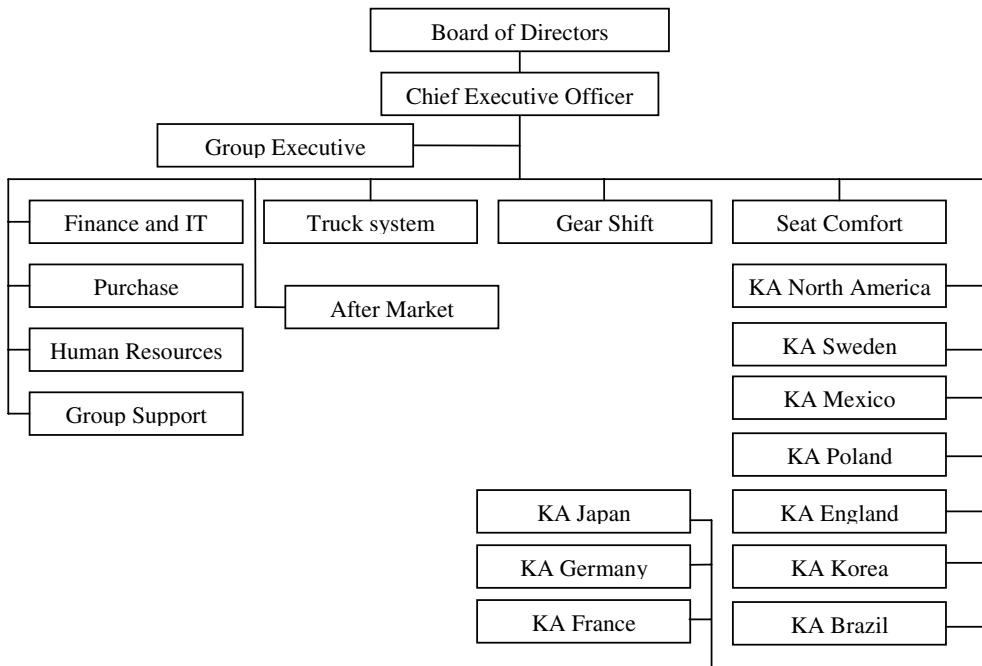 Board of Directors
Chief Executive Officer
Group Executive
Finance and IT
Truck system
Gear Shift
Seat Comfort
Purchase
After Market
KA North America
Human Resources
KA Sweden
Group Support
KA Mexico
KA Poland
KA Japan
KA England
KA Germany
KA Korea
KA France
KA Brazil